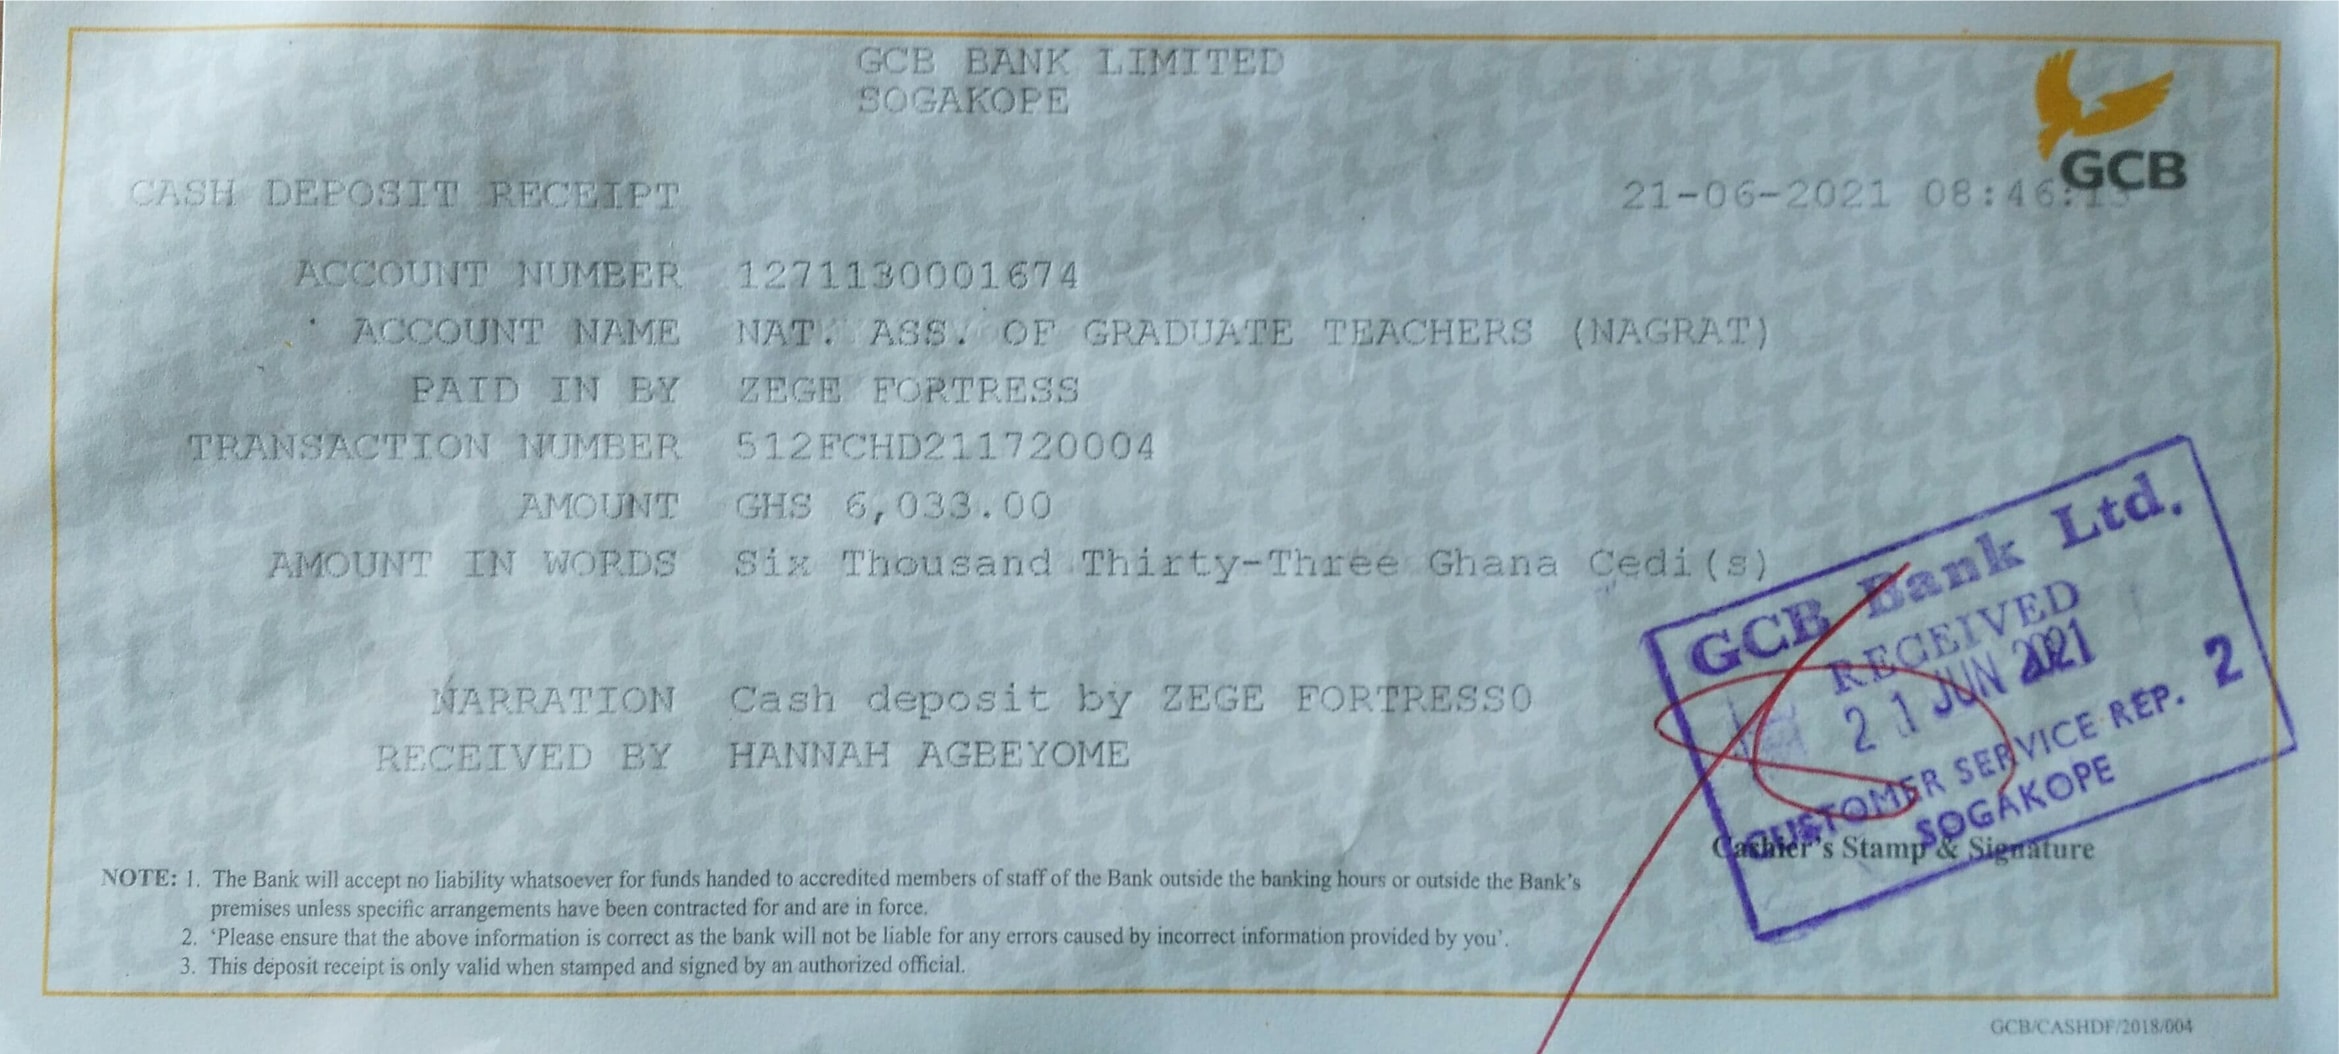 GCB BANK LIMITED
SOGAKOPE
GCB
CASH DEPOSIT RECEIPT 21-06-2021 08:46:
ACCOUNT NUMBER 1271130001674
ACCOUNT NAME NAT. ASS. OF GRADUATE TEACHERS (NAGRAT)
PAID IN BY ZEGE FORTRESS
TRANSACTION NUMBER 512FCHD211720004
AMOUNT GHS 6,033.00
AMOUNT IN WORDS Six Thousand Thirty-Three Ghana Cedi(s)
NARRATION Cash deposit by ZEGE FORTRESSO
RECEIVED BY HANNAH AGBEYOME
GCB Bank Ltd.
RECEIVED
21 JUN 2021
CUSTOMER SERVICE REP. 2
SOGAKOPE
Cashier's Stamp & Signature
NOTE: 1. The Bank will accept no liability whatsoever for funds handed to accredited members of staff of the Bank outside the banking hours or outside the Bank's
premises unless specific arrangements have been contracted for and are in force.
2. 'Please ensure that the above information is correct as the bank will not be liable for any errors caused by incorrect information provided by you'.
3. This deposit receipt is only valid when stamped and signed by an authorized official.
GCB/CASHDF/2018/004